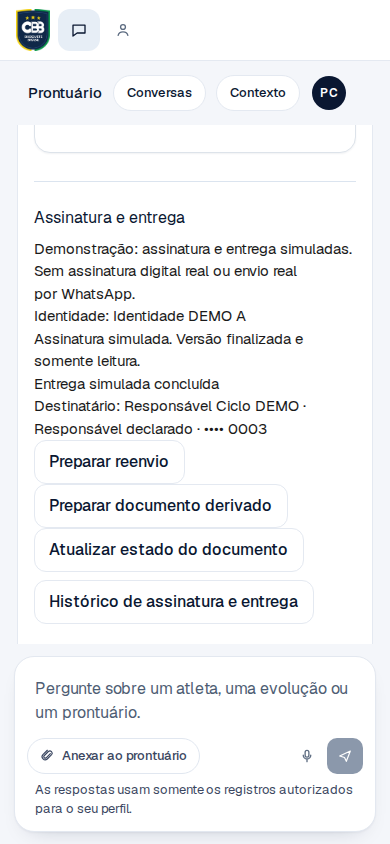 CBB
Prontuário
Conversas
Contexto
PC
Assinatura e entrega
Demonstração: assinatura e entrega simuladas.
Sem assinatura digital real ou envio real
por WhatsApp.
Identidade: Identidade DEMO A
Assinatura simulada. Versão finalizada e
somente leitura.
Entrega simulada concluída
Destinatário: Responsável Ciclo DEMO ·
Responsável declarado · •••• 0003
Preparar reenvio
Preparar documento derivado
Atualizar estado do documento
Histórico de assinatura e entrega
Pergunte sobre um atleta, uma evolução ou
um prontuário.
Anexar ao prontuário
As respostas usam somente os registros autorizados
para o seu perfil.